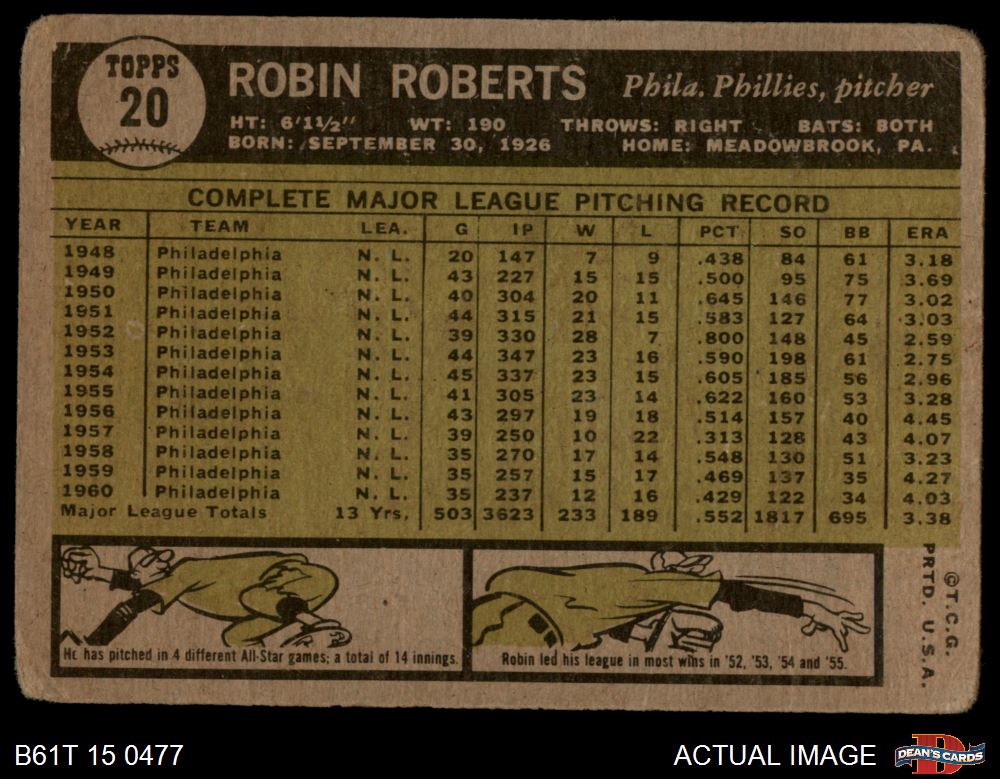 TOPPS
20
ROBIN ROBERTS Phila. Phillies, pitcher
HT: 6'11/2" WT: 190 THROWS: RIGHT BATS: BOTH
BORN: SEPTEMBER 30, 1926 HOME: MEADOWBROOK, PA.
COMPLETE MAJOR LEAGUE PITCHING RECORD
YEAR TEAM LEA. G IP W L PCT SO BB ERA
1948 Philadelphia N. L. 20 147 7 9 .438 84 61 3.18
1949 Philadelphia N. L. 43 227 15 15 .500 95 75 3.69
1950 Philadelphia N. L. 40 304 20 11 .645 146 77 3.02
1951 Philadelphia N. L. 44 315 21 15 .583 127 64 3.03
1952 Philadelphia N. L. 39 330 28 7 .800 148 45 2.59
1953 Philadelphia N. L. 44 347 23 16 .590 198 61 2.75
1954 Philadelphia N. L. 45 337 23 15 .605 185 56 2.96
1955 Philadelphia N. L. 41 305 23 14 .622 160 53 3.28
1956 Philadelphia N. L. 43 297 19 18 .514 157 40 4.45
1957 Philadelphia N. L. 39 250 10 22 .313 128 43 4.07
1958 Philadelphia N. L. 35 270 17 14 .548 130 51 3.23
1959 Philadelphia N. L. 35 257 15 17 .469 137 35 4.27
1960 Philadelphia N. L. 35 237 12 16 .429 122 34 4.03
Major League Totals 13 Yrs. 503 3623 233 189 .552 1817 695 3.38
He has pitched in 4 different All-Star games; a total of 14 innings.
Robin led his league in most wins in '52, '53, '54 and '55.
©T.C.G.
PRTD. U.S.A.
B61T 15 0477
ACTUAL IMAGE
DEAN'S CARDS